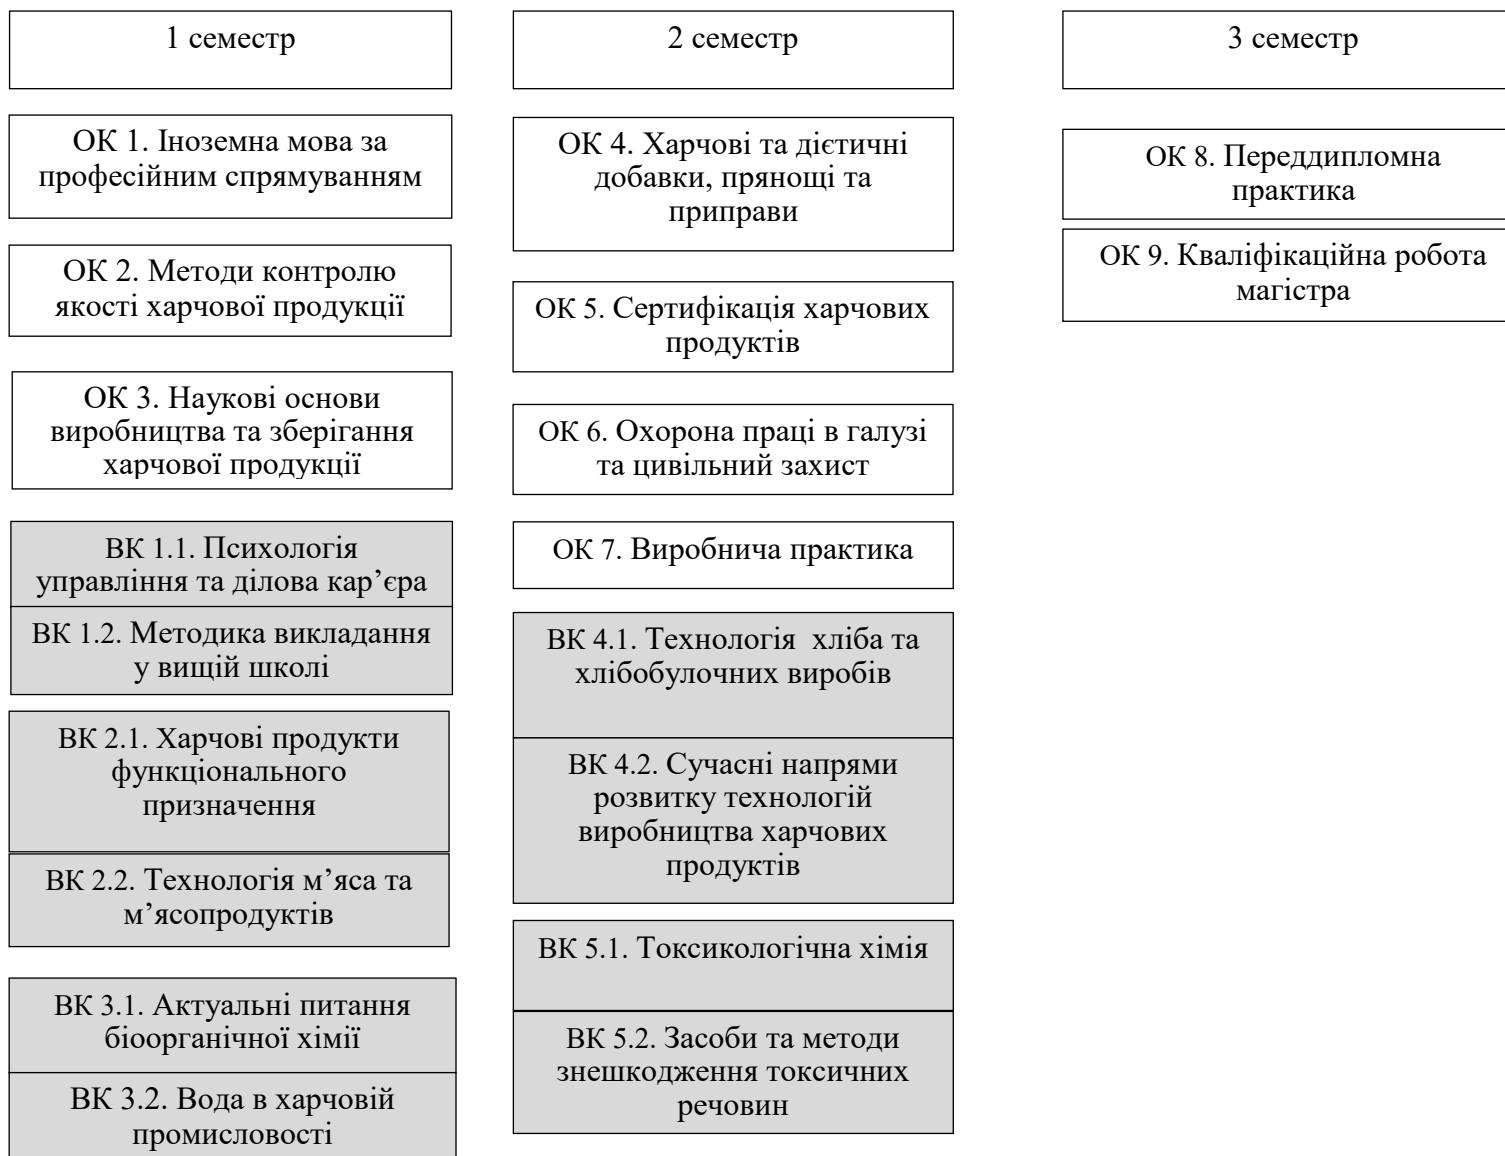 1 семестр
ОК 1. Іноземна мова за
професійним спрямуванням
ОК 2. Методи контролю
якості харчової продукції
ОК 3. Наукові основи
виробництва та зберігання
харчової продукції
ВК 1.1. Психологія
управління та ділова кар’єра
ВК 1.2. Методика викладання
у вищій школі
ВК 2.1. Харчові продукти
функціонального
призначення
ВК 2.2. Технологія м’яса та
м’ясопродуктів
ВК 3.1. Актуальні питання
біоорганічної хімії
ВК 3.2. Вода в харчовій
промисловості
2 семестр
ОК 4. Харчові та дієтичні
добавки, прянощі та
приправи
ОК 5. Сертифікація харчових
продуктів
ОК 6. Охорона праці в галузі
та цивільний захист
ОК 7. Виробнича практика
ВК 4.1. Технологія хліба та
хлібобулочних виробів
ВК 4.2. Сучасні напрями
розвитку технологій
виробництва харчових
продуктів
ВК 5.1. Токсикологічна хімія
ВК 5.2. Засоби та методи
знешкодження токсичних
речовин
3 семестр
ОК 8. Переддипломна
практика
ОК 9. Кваліфікаційна робота
магістра